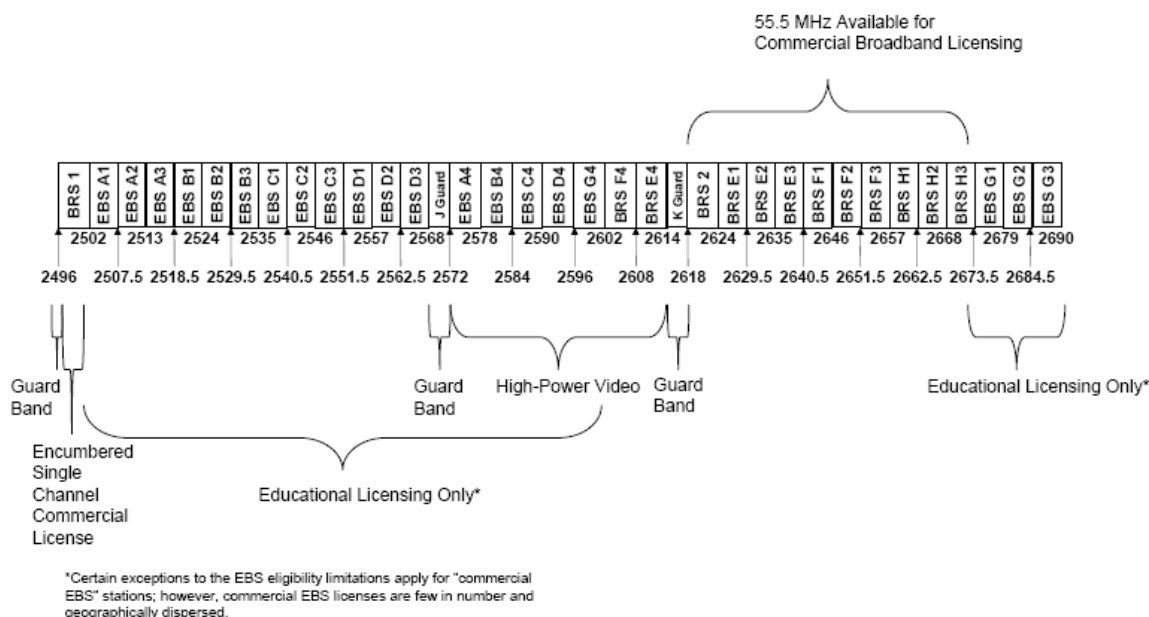 55.5 MHz Available for
Commercial Broadband Licensing
BRS 1
EBS A1
EBS A2
EBS A3
EBS B1
EBS B2
EBS B3
EBS C1
EBS C2
EBS C3
EBS D1
EBS D2
EBS D3
J Guard
EBS A4
EBS B4
EBS C4
EBS D4
EBS G4
BRS F4
BRS E4
K Guard
BRS 2
BRS E1
BRS E2
BRS E3
BRS F1
BRS F2
BRS F3
BRS H1
BRS H2
BRS H3
EBS G1
EBS G2
EBS G3
2502 2513 2524 2535 2546 2557 2568 2578 2590 2602 2614 2624 2635 2646 2657 2668 2679 2690
2496 2507.5 2518.5 2529.5 2540.5 2551.5 2562.5 2572 2584 2596 2608 2618 2629.5 2640.5 2651.5 2662.5 2673.5 2684.5
Guard
Band
Guard
Band
High-Power Video
Guard
Band
Educational Licensing Only*
Encumbered
Single
Channel
Commercial
License
Educational Licensing Only*
*Certain exceptions to the EBS eligibility limitations apply for "commercial
EBS" stations; however, commercial EBS licenses are few in number and
geographically dispersed.